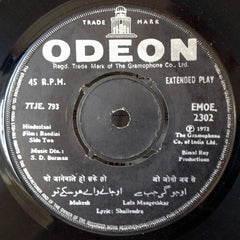 TRADE MARK
ODEON
Regd. Trade Mark of The Gramophone Co., Ltd.
45 R.P.M.
EXTENDED PLAY
7TJE. 793
EMOE. 2302
Hindustani
Film: Bandini
Side Two
Music Dir.:
S. D. Burman
℗ 1972
The Gramophone
Co. of India Ltd.
Bimal Roy
Productions
ओ जानेवाले हो सके तो
Mukesh
Lata Mangeshkar
Lyric: Shailendra